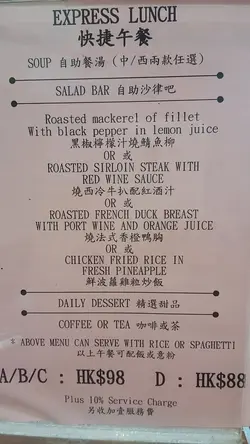 EXPRESS LUNCH
快捷午餐
SOUP 自助餐湯 (中/西兩款任選)
SALAD BAR 自助沙律吧
Roasted mackerel of fillet
With black pepper in lemon juice
黑椒檸檬汁燒鯖魚柳
OR 或
ROASTED SIRLOIN STEAK WITH
RED WINE SAUCE
燒西冷牛扒配紅酒汁
OR 或
ROASTED FRENCH DUCK BREAST
WITH PORT WINE AND ORANGE JUICE
燒法式香橙鴨胸
OR 或
CHICKEN FRIED RICE IN
FRESH PINEAPPLE
鮮波蘿雞粒炒飯
DAILY DESSERT 精選甜品
COFFEE OR TEA 咖啡或茶
* ABOVE MENU CAN SERVE WITH RICE OR SPAGHETTI
以上午餐可配飯或意粉
A/B/C : HK$98 D : HK$88
Plus 10% Service Charge
另收加壹服務費